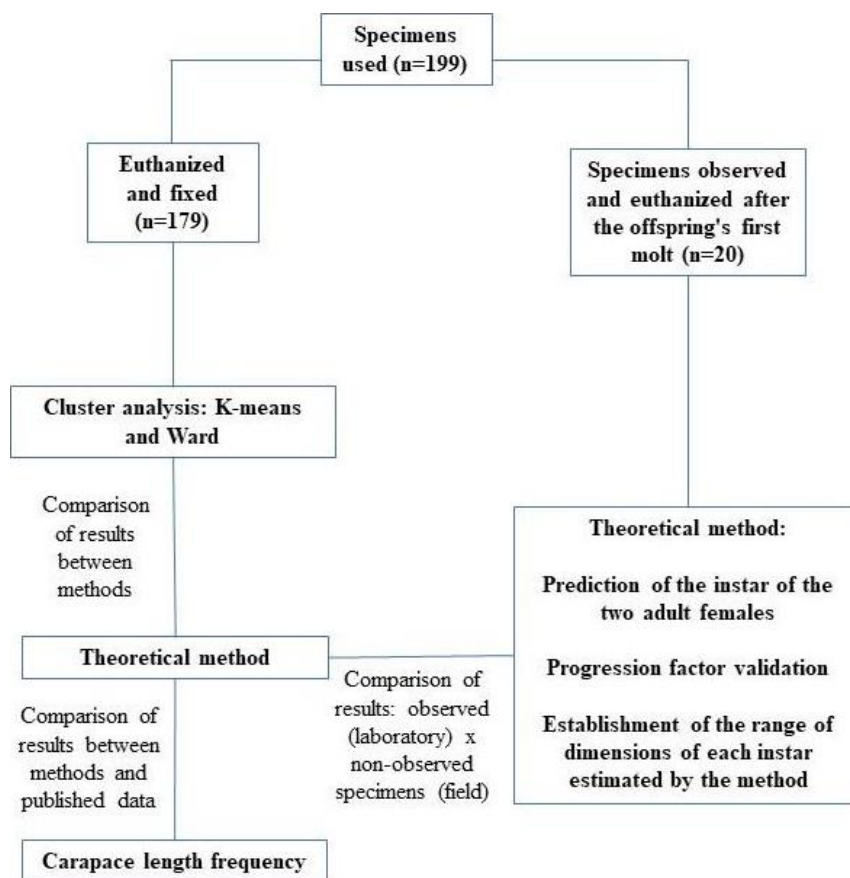 Specimens
used (n=199)
Euthanized
and fixed
(n=179)
Specimens observed
and euthanized after
the offspring's first
molt (n=20)
Cluster analysis: K-means
and Ward
Comparison
of results
between
methods
Theoretical method:
Prediction of the instar of the
two adult females
Progression factor validation
Establishment of the range of
dimensions of each instar
estimated by the method
Theoretical method
Comparison of
results: observed
(laboratory) x
non-observed
specimens (field)
Comparison of
results between
methods and
published data
Carapace length frequency